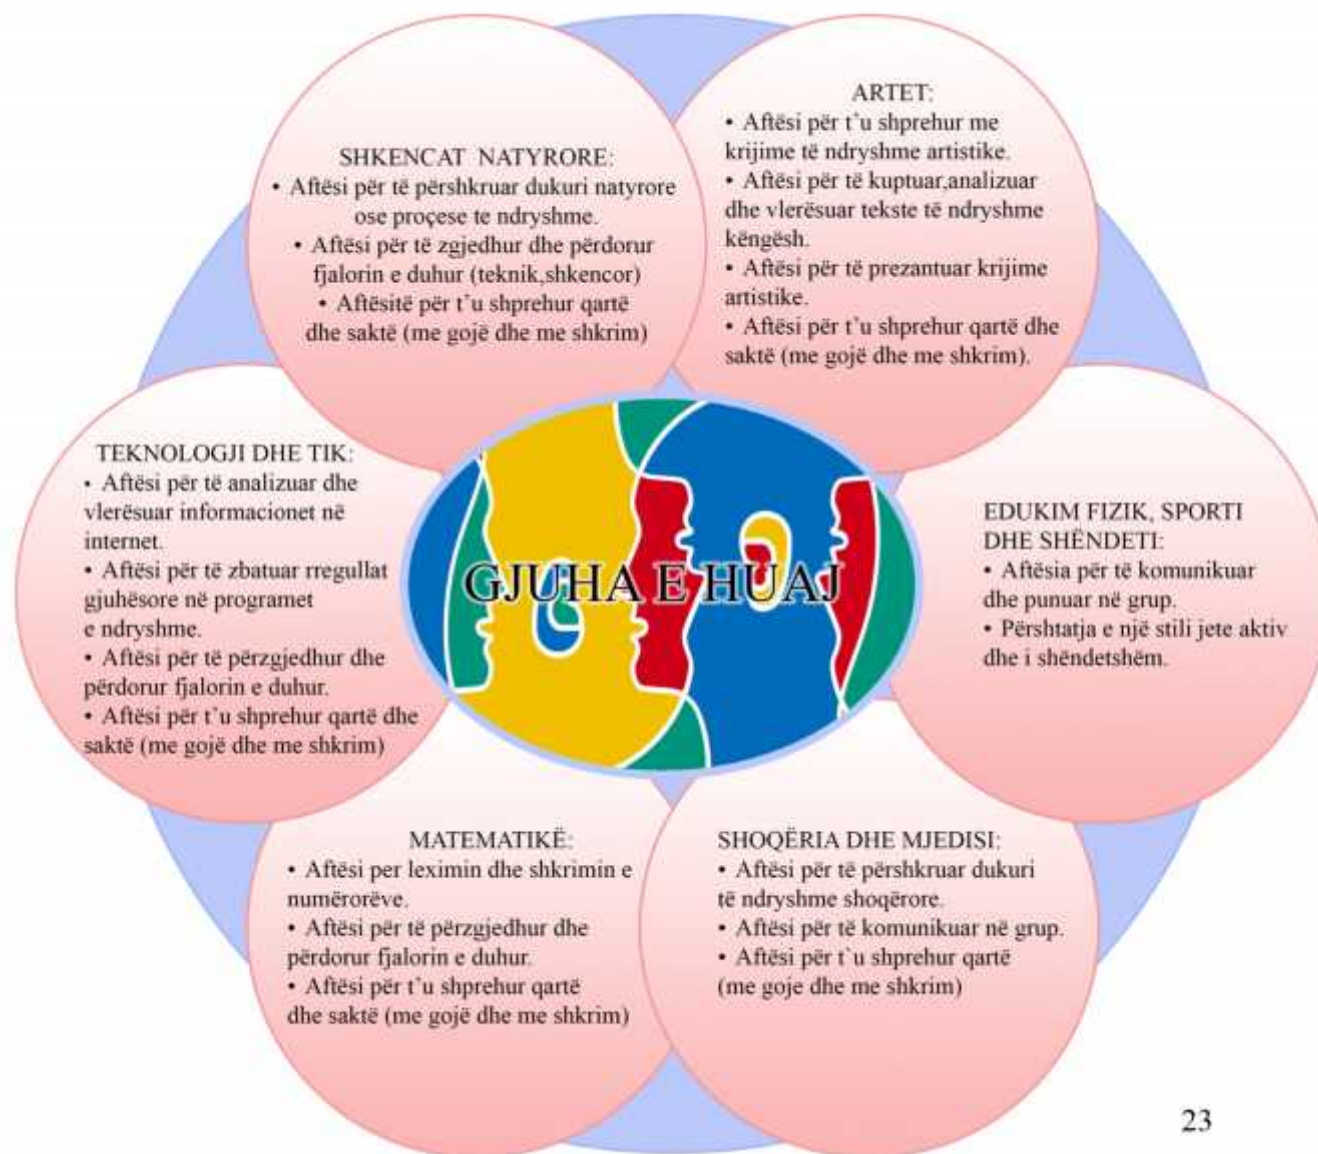 SHKENCAT NATYRORE:
• Aftësi për të përshkruar dukuri natyrore
ose proçese te ndryshme.
• Aftësi për të zgjedhur dhe përdorur
fjalorin e duhur (teknik,shkencor)
• Aftësitë për t’u shprehur qartë
dhe saktë (me gojë dhe me shkrim)
ARTET:
• Aftësi për t’u shprehur me
krijime të ndryshme artistike.
• Aftësi për të kuptuar,analizuar
dhe vlerësuar tekste të ndryshme
këngësh.
• Aftësi për të prezantuar krijime
artistike.
• Aftësi për t’u shprehur qartë dhe
saktë (me gojë dhe me shkrim).
TEKNOLOGJI DHE TIK:
• Aftësi për të analizuar dhe
vlerësuar informacionet në
internet.
• Aftësi për të zbatuar rregullat
gjuhësore në programet
e ndryshme.
• Aftësi për të përzgjedhur dhe
përdorur fjalorin e duhur.
• Aftësi për t’u shprehur qartë dhe
saktë (me gojë dhe me shkrim)
GJUHA E HUAJ
EDUKIM FIZIK, SPORTI
DHE SHËNDETI:
• Aftësia për të komunikuar
dhe punuar në grup.
• Përshtatja e një stili jete aktiv
dhe i shëndetshëm.
MATEMATIKË:
• Aftësi per leximin dhe shkrimin e
numërorëve.
• Aftësi për të përzgjedhur dhe
përdorur fjalorin e duhur.
• Aftësi për t’u shprehur qartë
dhe saktë (me gojë dhe me shkrim)
SHOQËRIA DHE MJEDISI:
• Aftësi për të përshkruar dukuri
të ndryshme shoqërore.
• Aftësi për të komunikuar në grup.
• Aftësi për t`u shprehur qartë
(me goje dhe me shkrim)
23